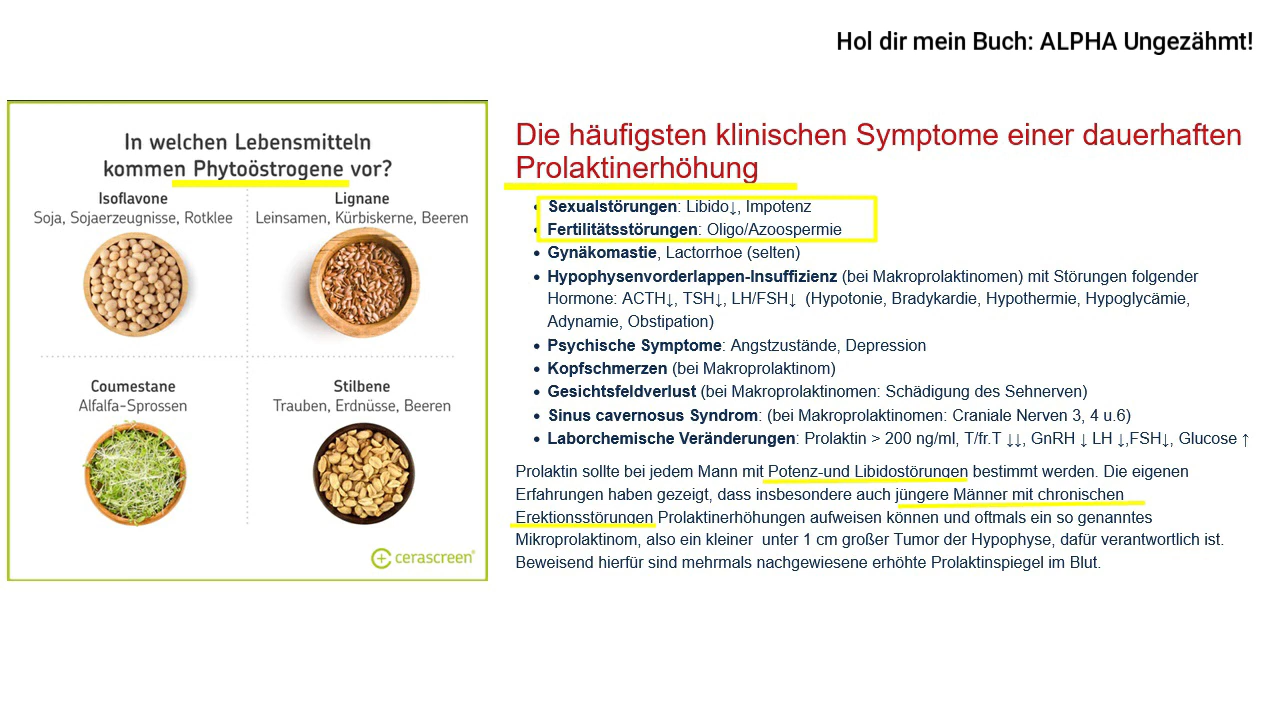 Hol dir mein Buch: ALPHA Ungezähmt!
In welchen Lebensmitteln
kommen Phytoöstrogene vor?
Isoflavone
Soja, Sojaerzeugnisse, Rotklee
Lignane
Leinsamen, Kürbiskerne, Beeren
Coumestane
Alfalfa-Sprossen
Stilbene
Trauben, Erdnüsse, Beeren
cerascreen®
Die häufigsten klinischen Symptome einer dauerhaften
Prolaktinerhöhung
• Sexualstörungen: Libido↓, Impotenz
• Fertilitätsstörungen: Oligo/Azoospermie
• Gynäkomastie, Lactorrhoe (selten)
• Hypophysenvorderlappen-Insuffizienz (bei Makroprolaktinomen) mit Störungen folgender
Hormone: ACTH↓, TSH↓, LH/FSH↓ (Hypotonie, Bradykardie, Hypothermie, Hypoglycämie,
Adynamie, Obstipation)
• Psychische Symptome: Angstzustände, Depression
• Kopfschmerzen (bei Makroprolaktinom)
• Gesichtsfeldverlust (bei Makroprolaktinomen: Schädigung des Sehnerven)
• Sinus cavernosus Syndrom: (bei Makroprolaktinomen: Craniale Nerven 3, 4 u.6)
• Laborchemische Veränderungen: Prolaktin > 200 ng/ml, T/fr.T ↓↓, GnRH ↓ LH ↓,FSH↓, Glucose ↑
Prolaktin sollte bei jedem Mann mit Potenz-und Libidostörungen bestimmt werden. Die eigenen
Erfahrungen haben gezeigt, dass insbesondere auch jüngere Männer mit chronischen
Erektionsstörungen Prolaktinerhöhungen aufweisen können und oftmals ein so genanntes
Mikroprolaktinom, also ein kleiner unter 1 cm großer Tumor der Hypophyse, dafür verantwortlich ist.
Beweisend hierfür sind mehrmals nachgewiesene erhöhte Prolaktinspiegel im Blut.